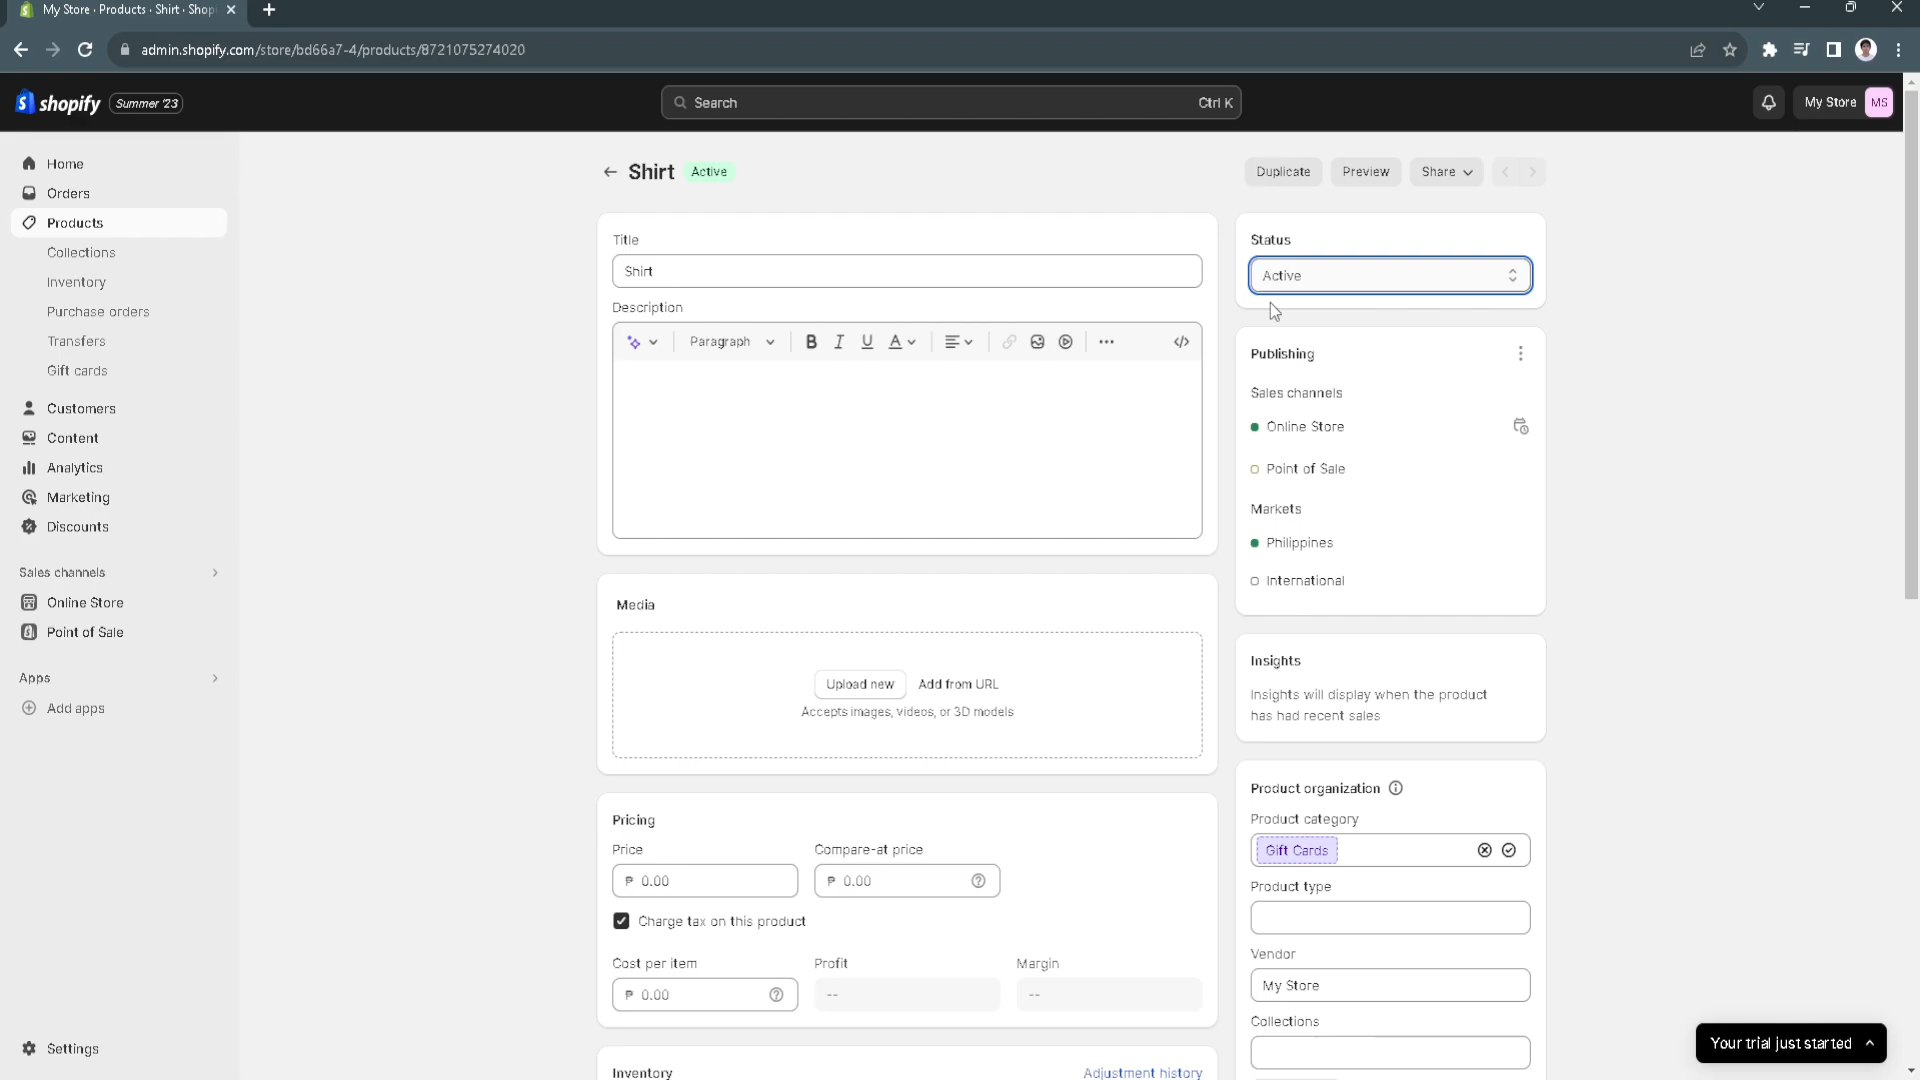 My Store · Products · Shirt · Shop
admin.shopify.com/store/bd66a7-4/products/8721075274020
shopify Summer '23
Search Ctrl K
My Store MS
Home
Orders
Products
Collections
Inventory
Purchase orders
Transfers
Gift cards
Customers
Content
Analytics
Marketing
Discounts
Sales channels
Online Store
Point of Sale
Apps
Add apps
Settings
Shirt Active
Duplicate Preview Share
Title
Shirt
Description
Paragraph B I U A
Media
Upload new Add from URL
Accepts images, videos, or 3D models
Pricing
Price Compare-at price
₱ 0.00 ₱ 0.00
Charge tax on this product
Cost per item Profit Margin
₱ 0.00 -- --
Inventory Adjustment history
Status
Active
Publishing
Sales channels
Online Store
Point of Sale
Markets
Philippines
International
Insights
Insights will display when the product
has had recent sales
Product organization
Product category
Gift Cards
Product type
Vendor
My Store
Collections
Your trial just started